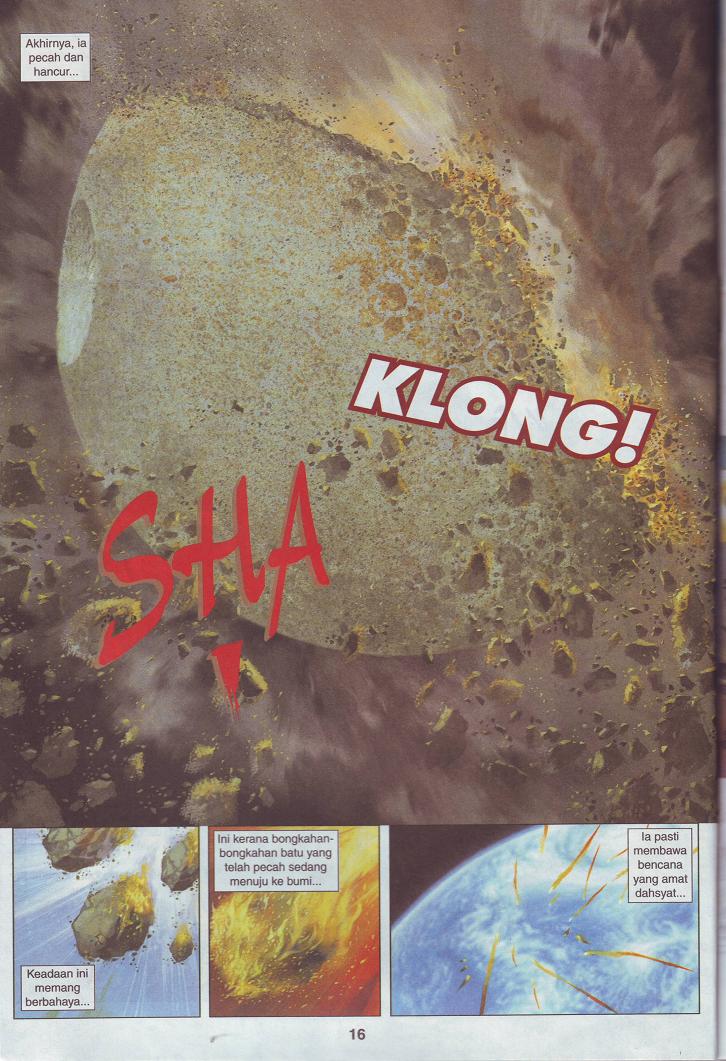 Akhirnya, ia
pecah dan
hancur...
KLONG!
SHA
Keadaan ini
memang
berbahaya...
Ini kerana bongkahan-
bongkahan batu yang
telah pecah sedang
menuju ke bumi...
Ia pasti
membawa
bencana
yang amat
dahsyat...
16